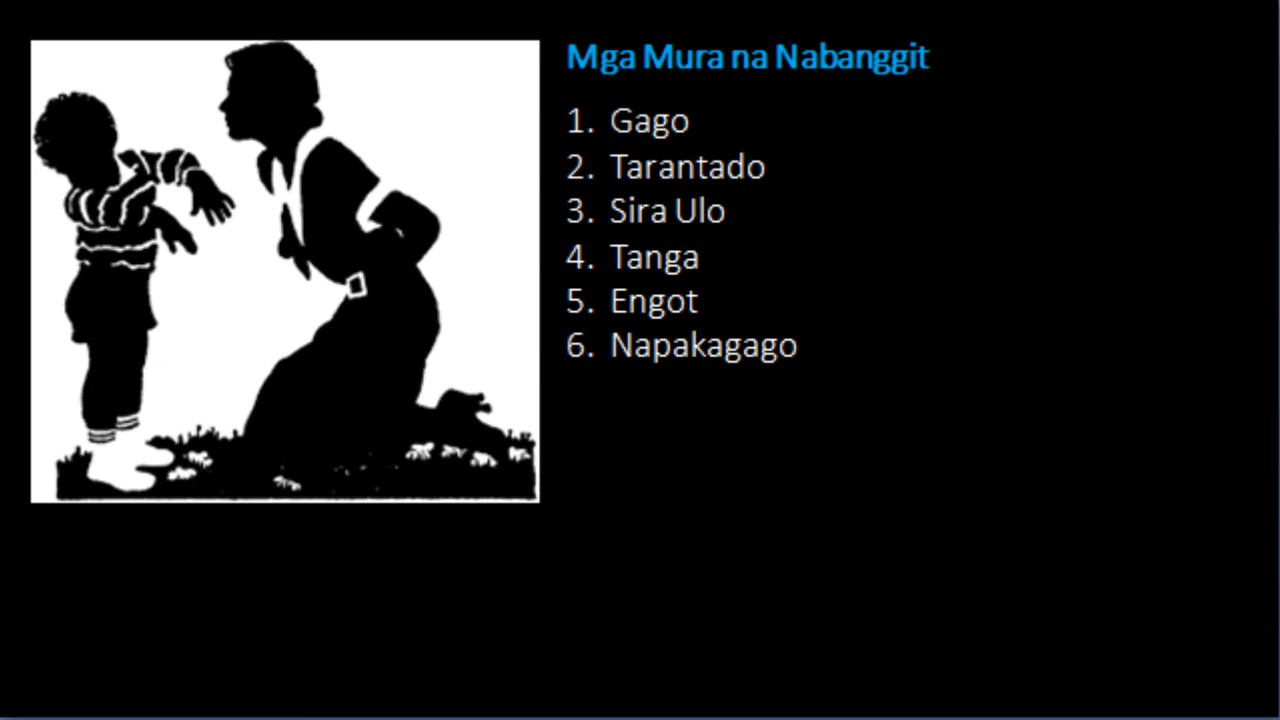 Mga Mura na Nabanggit
1. Gago
2. Tarantado
3. Sira Ulo
4. Tanga
5. Engot
6. Napakagago